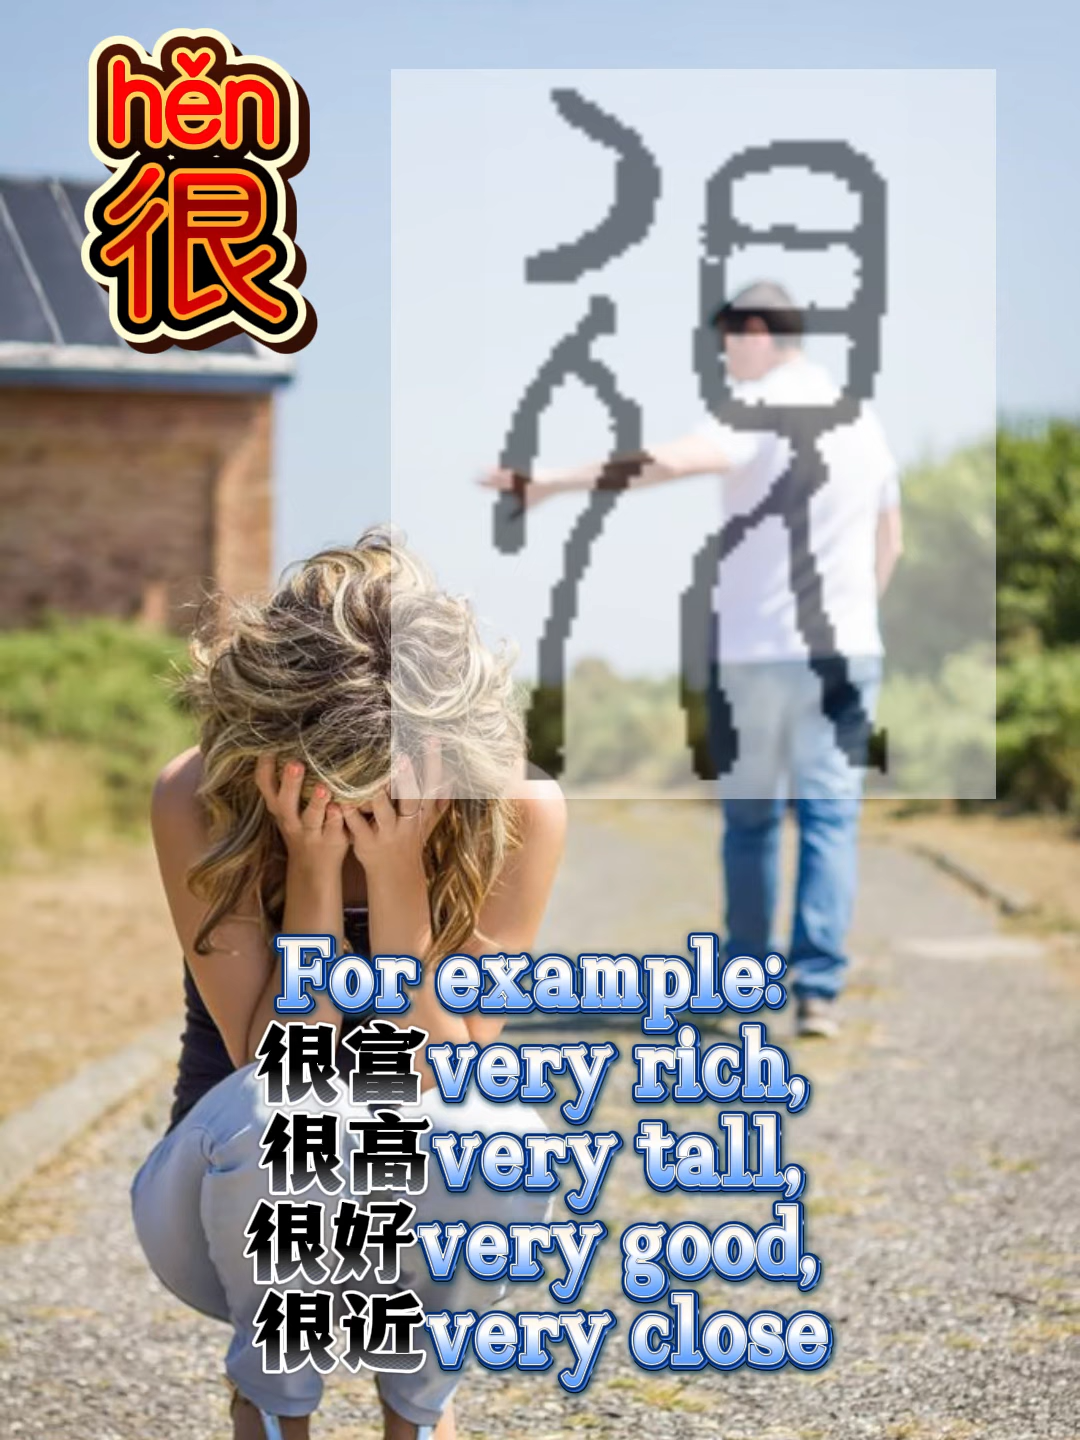 hěn
很
For example:
很富very rich,
很高very tall,
很好very good,
很近very close